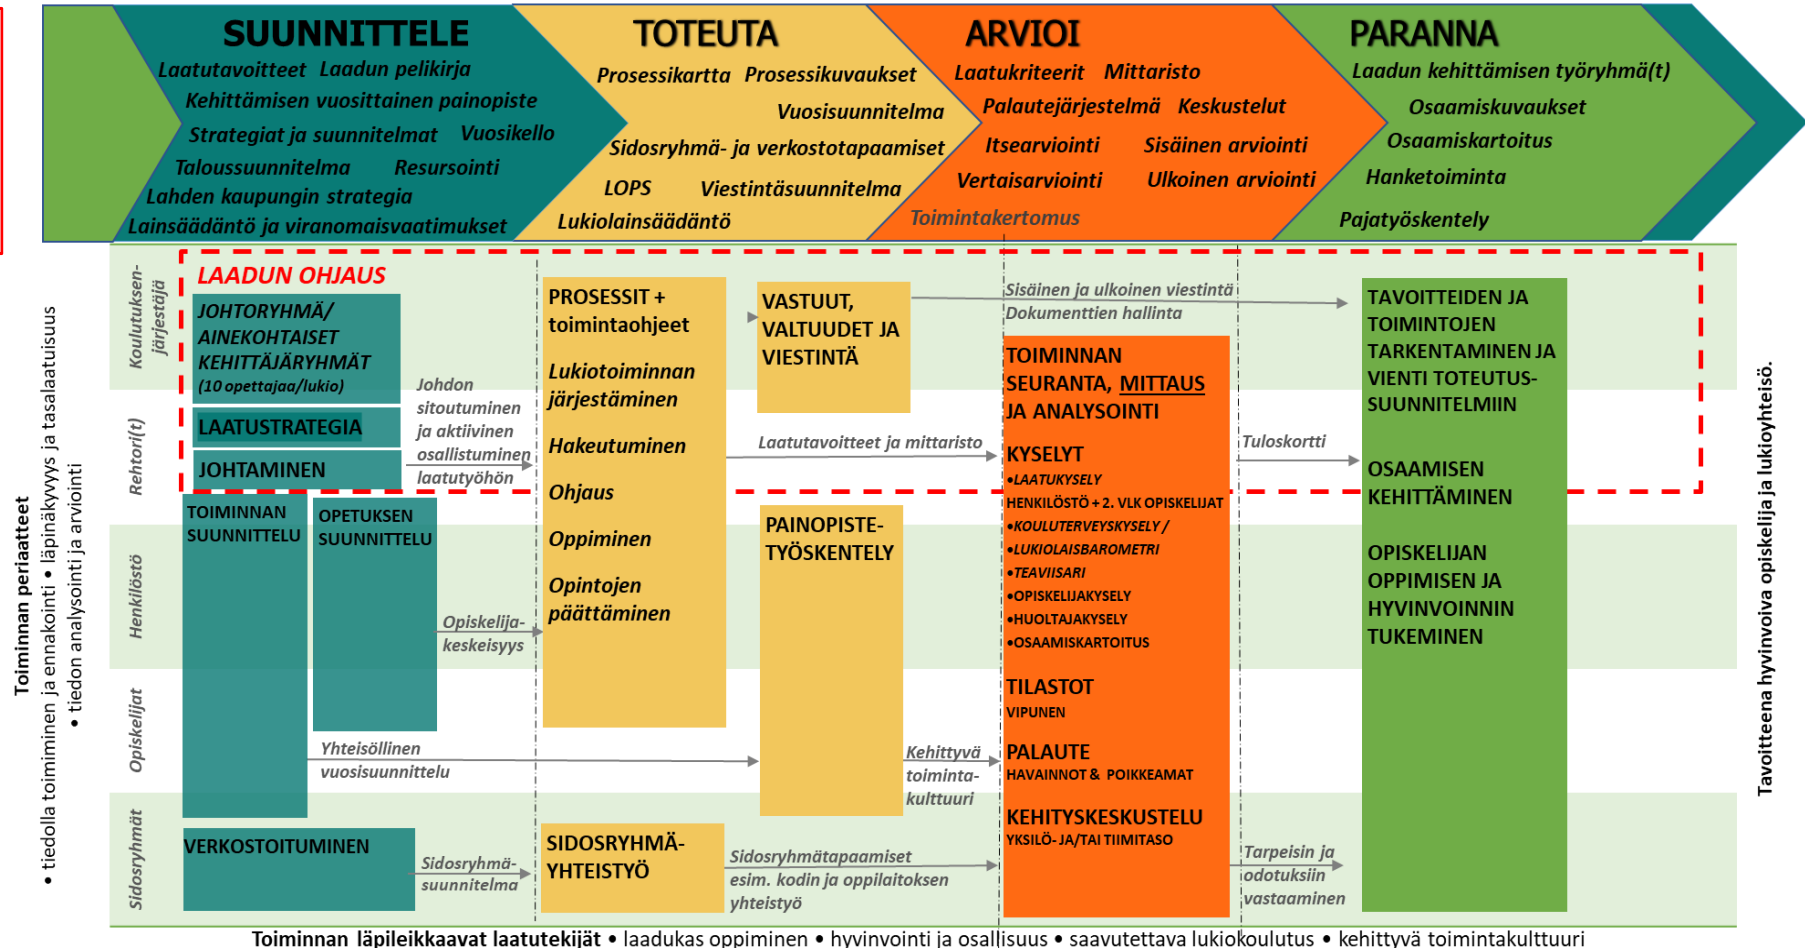 SUUNNITTELE
Laatutavoitteet Laadun pelikirja
Kehittämisen vuosittainen painopiste
Strategiat ja suunnitelmat Vuosikello
Taloussuunnitelma Resursointi
Lahden kaupungin strategia
Lainsäädäntö ja viranomaisvaatimukset
TOTEUTA
Prosessikartta Prosessikuvaukset
Vuosisuunnitelma
Sidosryhmä- ja verkostotapaamiset
LOPS Viestintäsuunnitelma
Lukiolainsäädäntö
ARVIOI
Laatukriteerit Mittaristo
Palautejärjestelmä Keskustelut
Itsearviointi Sisäinen arviointi
Vertaisarviointi Ulkoinen arviointi
Toimintakertomus
PARANNA
Laadun kehittämisen työryhmä(t)
Osaamiskuvaukset
Osaamiskartoitus
Hanketoiminta
Pajatyöskentely
Toiminnan periaatteet
• tiedolla toimiminen ja ennakointi • läpinäkyvyys ja tasalaatuisuus
• tiedon analysointi ja arviointi
Koulutuksen-
järjestäjä
Rehtori(t)
Henkilöstö
Opiskelijat
Sidosryhmät
LAADUN OHJAUS
JOHTORYHMÄ/
AINEKOHTAISET
KEHITTÄJÄRYHMÄT
(10 opettajaa/lukio)
LAATUSTRATEGIA
JOHTAMINEN
Johdon
sitoutuminen
ja aktiivinen
osallistuminen
laatutyöhön
TOIMINNAN
SUUNNITTELU
OPETUKSEN
SUUNNITTELU
Opiskelija-
keskeisyys
Yhteisöllinen
vuosisuunnittelu
VERKOSTOITUMINEN
Sidosryhmä-
suunnitelma
PROSESSIT +
toimintaohjeet
Lukiotoiminnan
järjestäminen
Hakeutuminen
Ohjaus
Oppiminen
Opintojen
päättäminen
VASTUUT,
VALTUUDET JA
VIESTINTÄ
Sisäinen ja ulkoinen viestintä
Dokumenttien hallinta
Laatutavoitteet ja mittaristo
PAINOPISTE-
TYÖSKENTELY
Kehittyvä
toiminta-
kulttuuri
SIDOSRYHMÄ-
YHTEISTYÖ
Sidosryhmätapaamiset
esim. kodin ja oppilaitoksen
yhteistyö
TOIMINNAN
SEURANTA, MITTAUS
JA ANALYSOINTI
KYSELYT
•LAATUKYSELY
HENKILÖSTÖ + 2. VLK OPISKELIJAT
•KOULUTERVEYSKYSELY /
•LUKIOLAISBAROMETRI
•TEAVIISARI
•OPISKELIJAKYSELY
•HUOLTAJAKYSELY
•OSAAMISKARTOITUS
TILASTOT
VIPUNEN
PALAUTE
HAVAINNOT & POIKKEAMAT
KEHITYSKESKUSTELU
YKSILÖ- JA/TAI TIIMITASO
Tuloskortti
Tarpeisin ja
odotuksiin
vastaaminen
TAVOITTEIDEN JA
TOIMINTOJEN
TARKENTAMINEN JA
VIENTI TOTEUTUS-
SUUNNITELMIIN
OSAAMISEN
KEHITTÄMINEN
OPISKELIJAN
OPPIMISEN JA
HYVINVOINNIN
TUKEMINEN
Tavoitteena hyvinvoiva opiskelija ja lukioyhteisö.
Toiminnan läpileikkaavat laatutekijät • laadukas oppiminen • hyvinvointi ja osallisuus • saavutettava lukiokoulutus • kehittyvä toimintakulttuuri